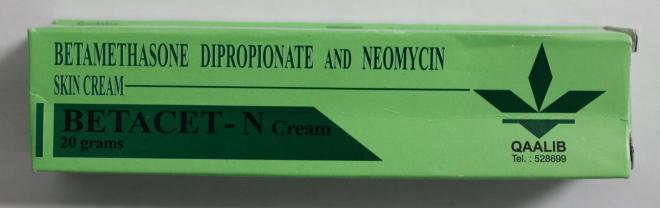 BETAMETHASONE DIPROPIONATE AND NEOMYCIN
SKIN CREAM
BETACET - N Cream
20 grams
QAALIB
Tel. : 528699